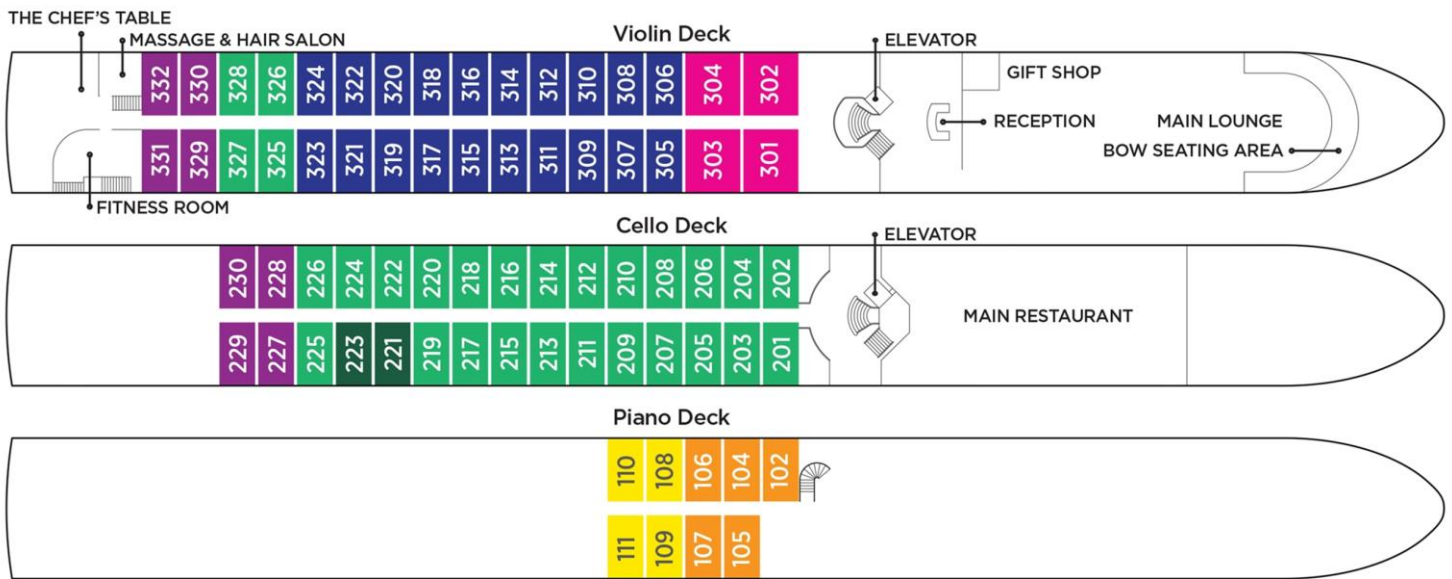 THE CHEF'S TABLE
MASSAGE & HAIR SALON
Violin Deck
ELEVATOR
332 330 328 326 324 322 320 318 316 314 312 310 308 306 304 302
GIFT SHOP
RECEPTION
MAIN LOUNGE
BOW SEATING AREA
331 329 327 325 323 321 319 317 315 313 311 309 307 305 303 301
FITNESS ROOM
Cello Deck
ELEVATOR
230 228 226 224 222 220 218 216 214 212 210 208 206 204 202
MAIN RESTAURANT
229 227 225 223 221 219 217 215 213 211 209 207 205 203 201
Piano Deck
110 108 106 104 102
111 109 107 105